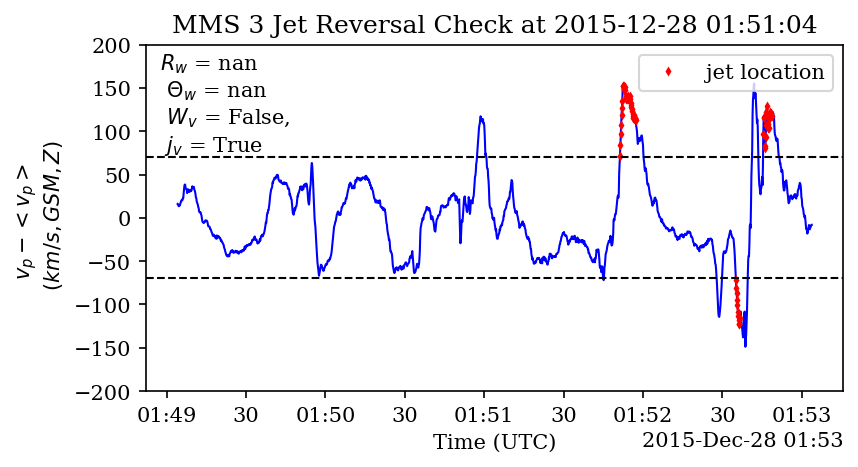 MMS 3 Jet Reversal Check at 2015-12-28 01:51:04
R_w = nan
Θ_w = nan
W_v = False,
j_v = True
jet location
v_p − < v_p >
(km/s, GSM, Z)
200
150
100
50
0
−50
−100
−150
−200
01:49 30 01:50 30 01:51 30 01:52 30 01:53
Time (UTC)
2015-Dec-28 01:53